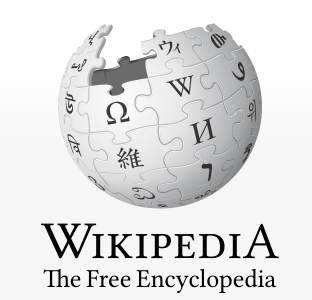 ウィ
Ω W
維 И
WIKIPEDIA
The Free Encyclopedia